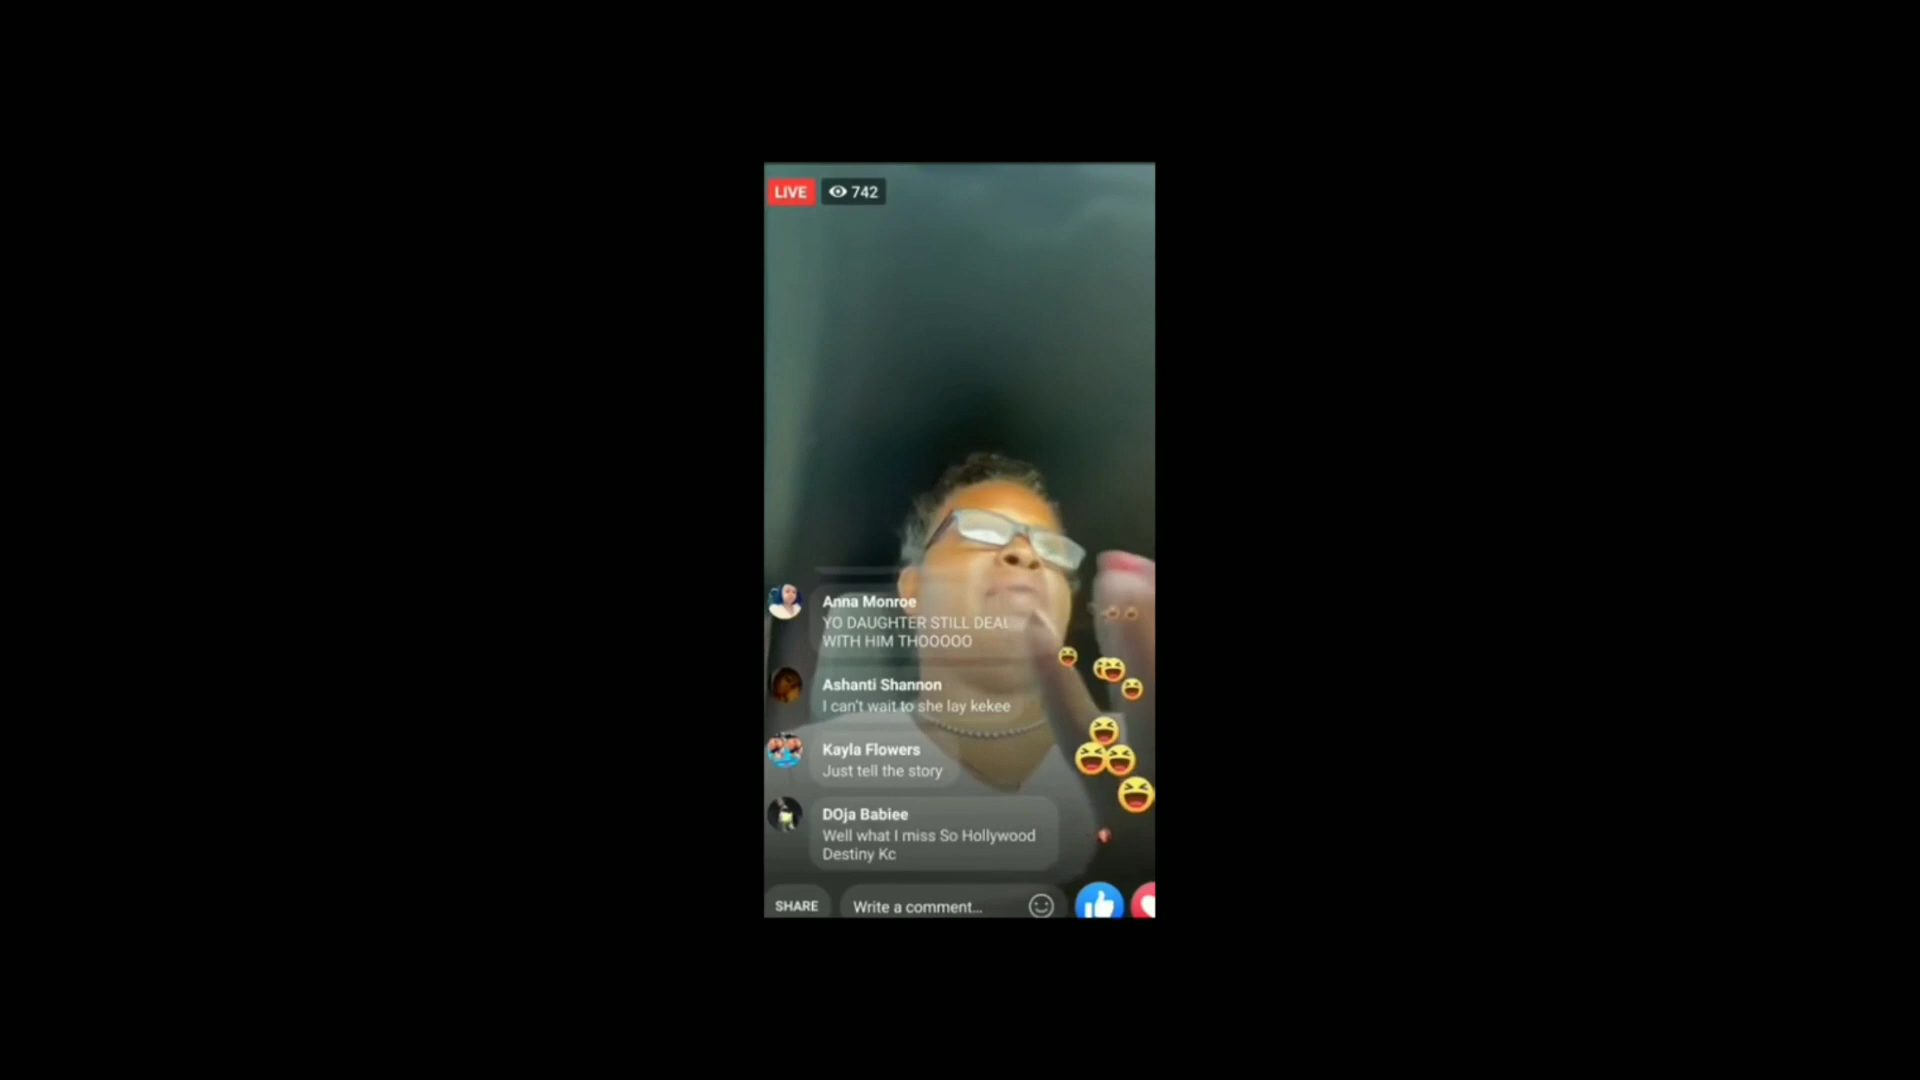 LIVE 742
Anna Monroe
YO DAUGHTER STILL DEAL
WITH HIM THOOOOO
Ashanti Shannon
I can't wait to she lay kekee
Kayla Flowers
Just tell the story
DOja Babiee
Well what I miss So Hollywood
Destiny Kc
SHARE Write a comment...